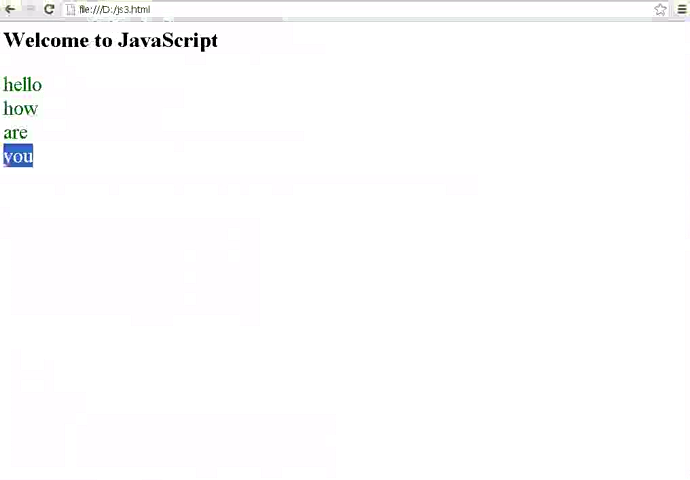 file:///D:/js3.html
Welcome to JavaScript
hello
how
are
you